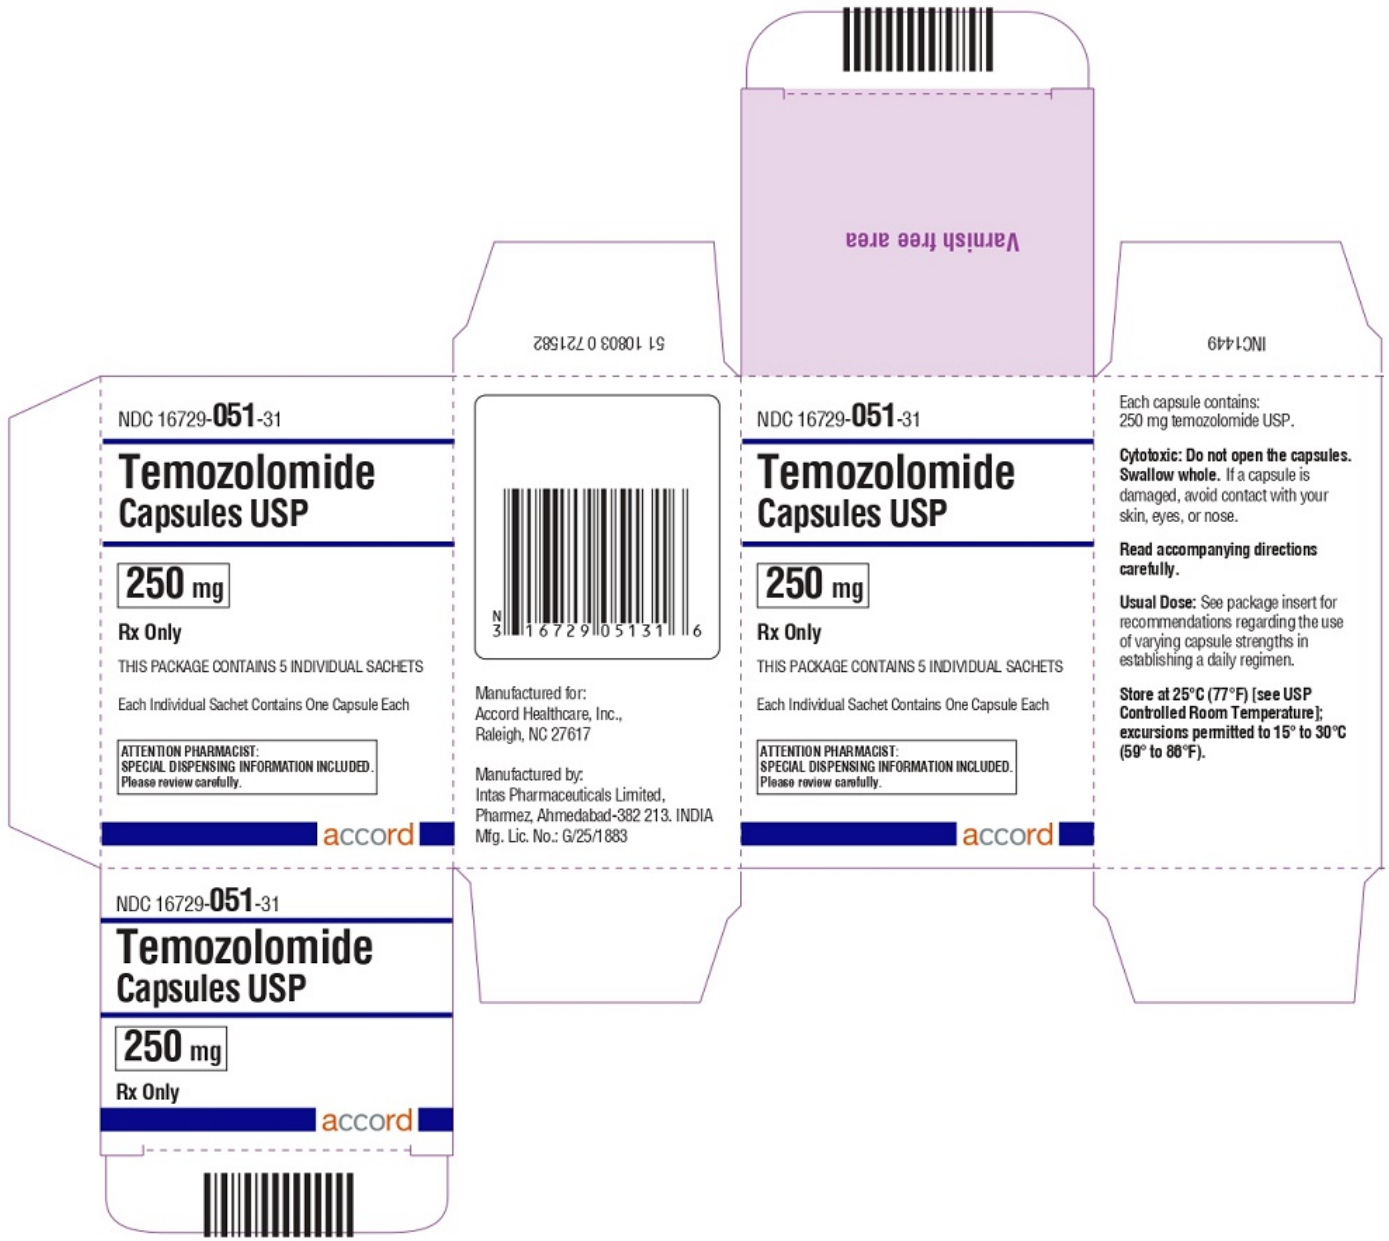 Varnish free area
51 10803 0 721582
INC1449
NDC 16729-051-31
Temozolomide
Capsules USP
250 mg
Rx Only
THIS PACKAGE CONTAINS 5 INDIVIDUAL SACHETS
Each Individual Sachet Contains One Capsule Each
ATTENTION PHARMACIST:
SPECIAL DISPENSING INFORMATION INCLUDED.
Please review carefully.
accord
N
3 16729 05131 6
Manufactured for:
Accord Healthcare, Inc.,
Raleigh, NC 27617
Manufactured by:
Intas Pharmaceuticals Limited,
Pharmez, Ahmedabad-382 213. INDIA
Mfg. Lic. No.: G/25/1883
NDC 16729-051-31
Temozolomide
Capsules USP
250 mg
Rx Only
THIS PACKAGE CONTAINS 5 INDIVIDUAL SACHETS
Each Individual Sachet Contains One Capsule Each
ATTENTION PHARMACIST:
SPECIAL DISPENSING INFORMATION INCLUDED.
Please review carefully.
accord
Each capsule contains:
250 mg temozolomide USP.
Cytotoxic: Do not open the capsules.
Swallow whole. If a capsule is
damaged, avoid contact with your
skin, eyes, or nose.
Read accompanying directions
carefully.
Usual Dose: See package insert for
recommendations regarding the use
of varying capsule strengths in
establishing a daily regimen.
Store at 25°C (77°F) [see USP
Controlled Room Temperature];
excursions permitted to 15° to 30°C
(59° to 86°F).
NDC 16729-051-31
Temozolomide
Capsules USP
250 mg
Rx Only
accord